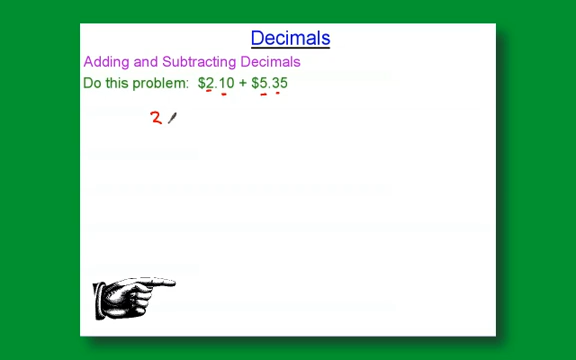 Decimals
Adding and Subtracting Decimals
Do this problem: $2.10 + $5.35
2